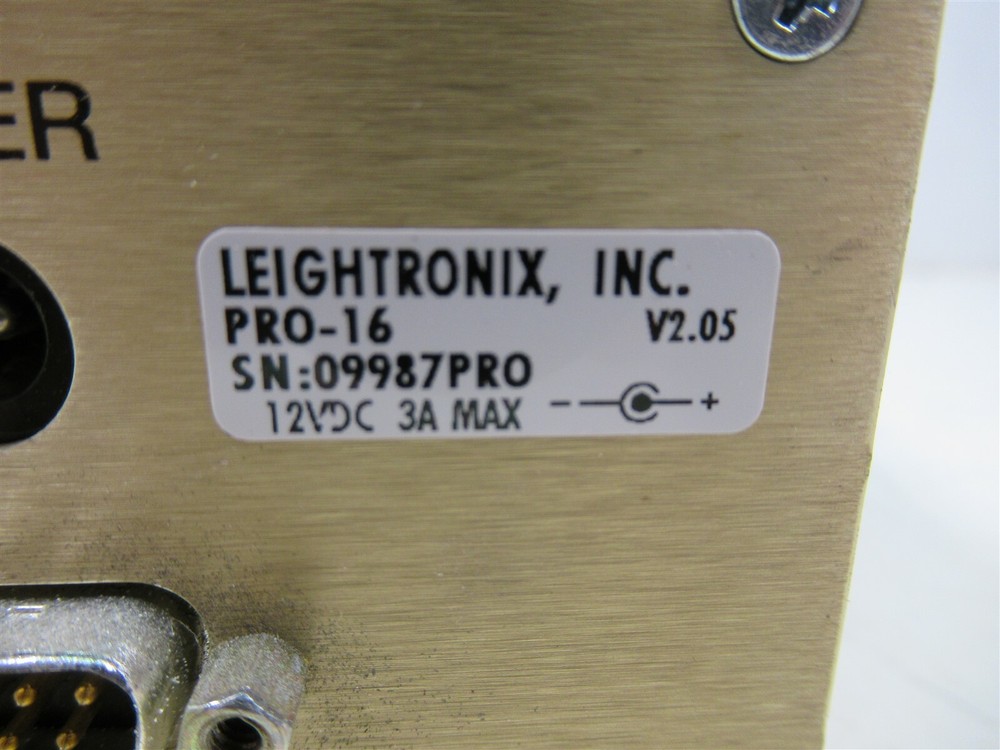 ER
LEIGHTRONIX, INC.
PRO-16 V2.05
SN:09987PRO
12VDC 3A MAX - +